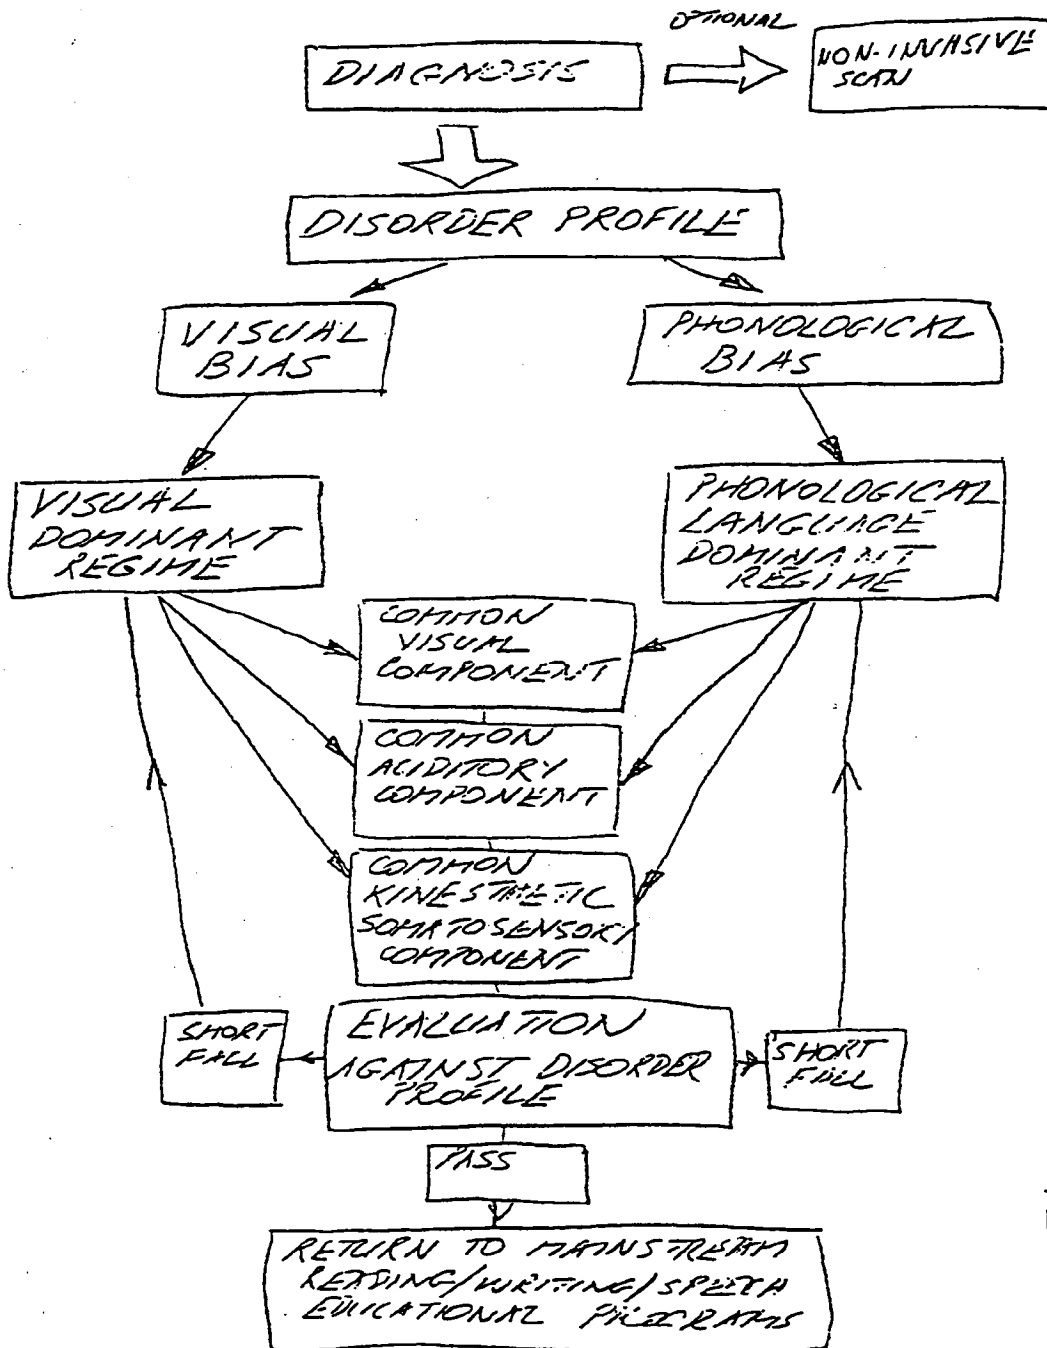 OPTIONAL
DIAGNOSIS
NON-INVASIVE
SCAN
DISORDER PROFILE
VISUAL
BIAS
PHONOLOGICAL
BIAS
VISUAL
DOMINANT
REGIME
PHONOLOGICAL
LANGUAGE
DOMINANT
REGIME
COMMON
VISUAL
COMPONENT
COMMON
AUDITORY
COMPONENT
COMMON
KINESTHETIC
SOMATOSENSORY
COMPONENT
SHORT
FALL
EVALUATION
AGAINST DISORDER
PROFILE
SHORT
FALL
PASS
RETURN TO MAINSTREAM
READING/WRITING/SPEECH
EDUCATIONAL PROGRAMS